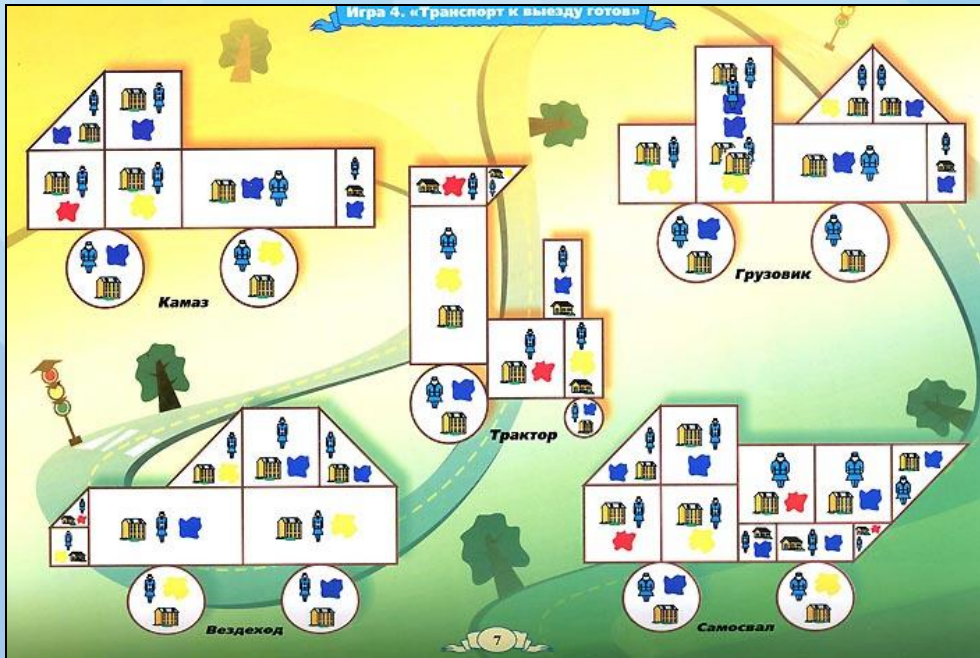 Игра 4. «Транспорт к выезду готов»
Камаз
Грузовик
Трактор
Вездеход
Самосвал
7